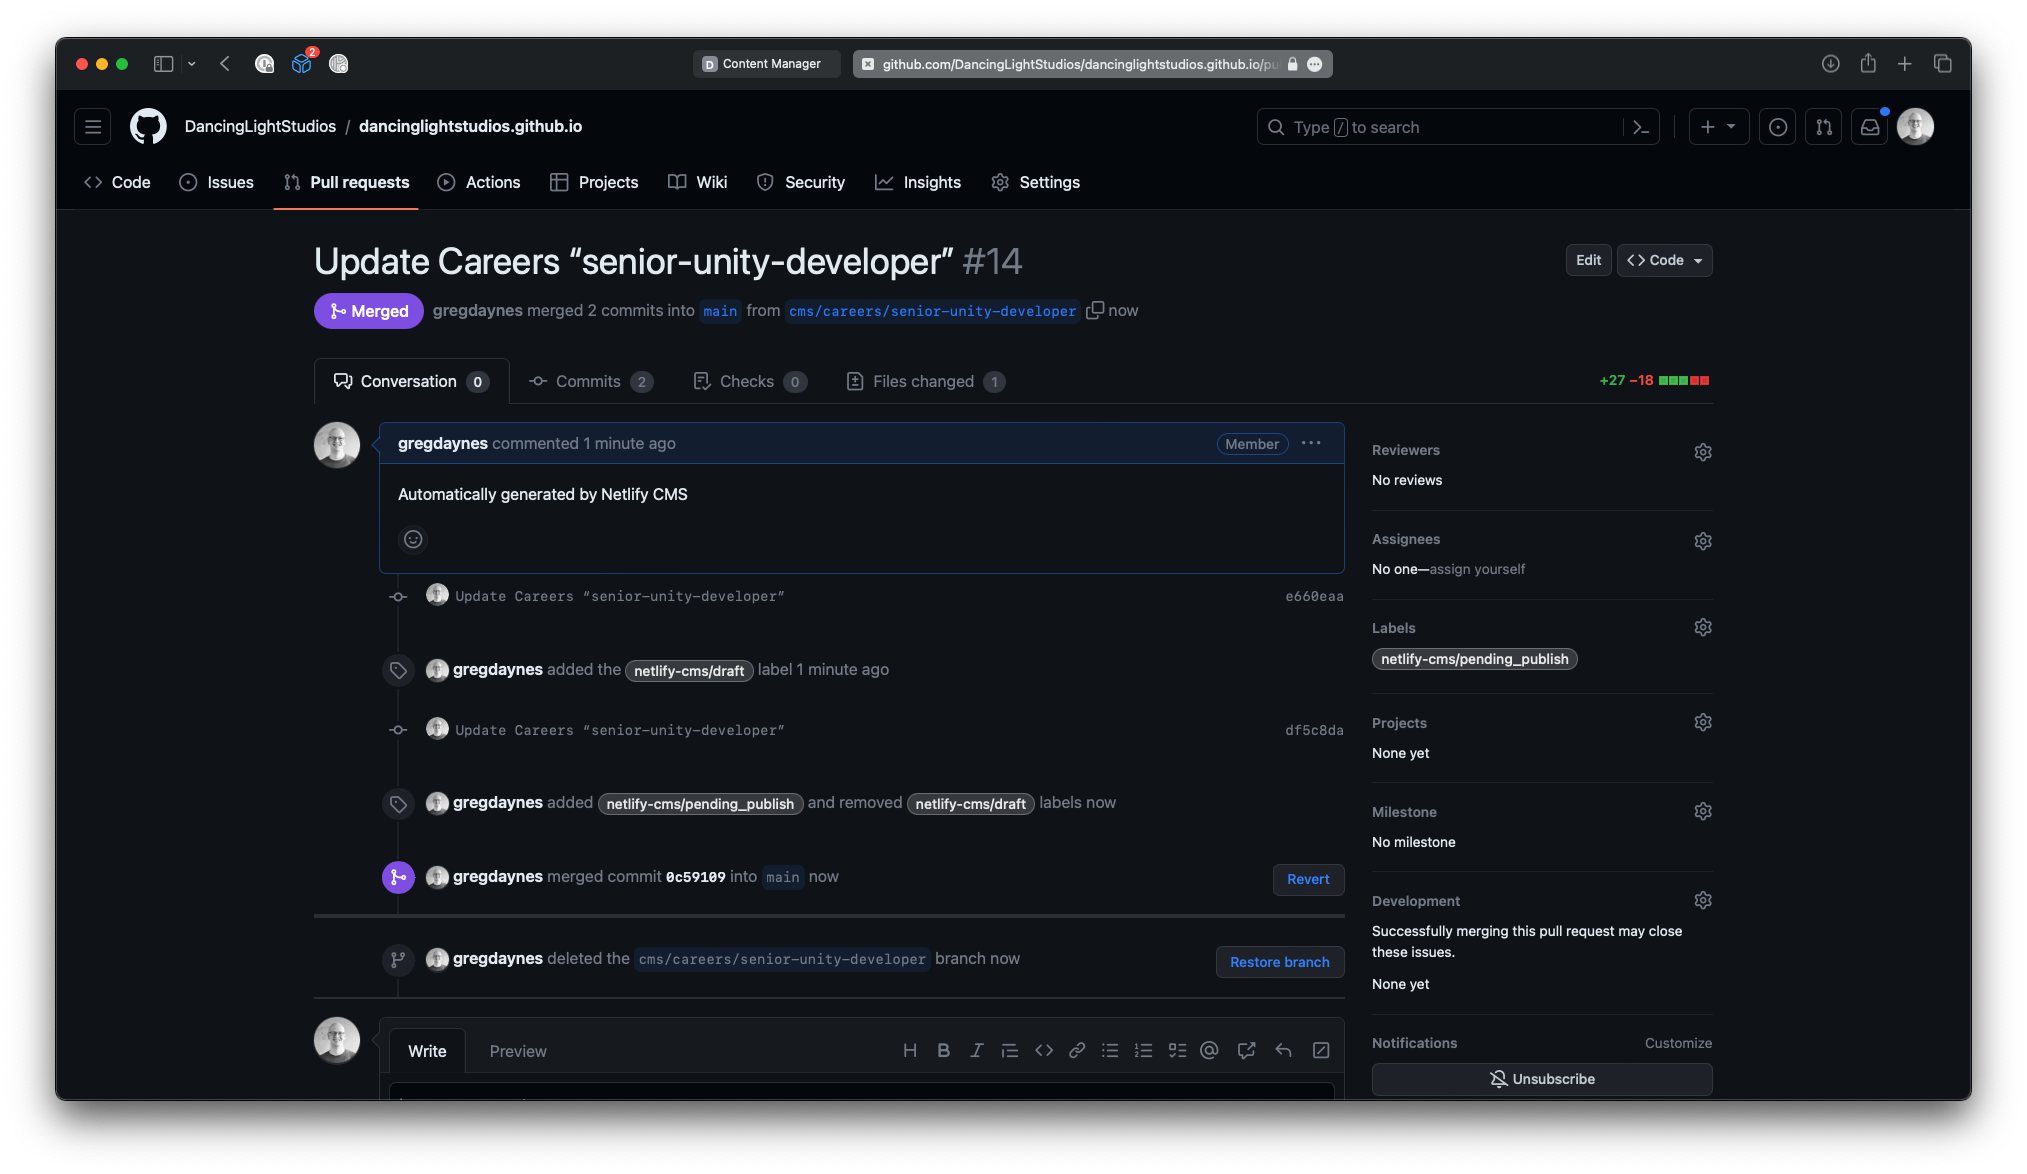 2
D Content Manager
github.com/DancingLightStudios/dancinglightstudios.github.io/pu
DancingLightStudios / dancinglightstudios.github.io
Type / to search
Code
Issues
Pull requests
Actions
Projects
Wiki
Security
Insights
Settings
Update Careers “senior-unity-developer” #14
Edit
Code
Merged
gregdaynes merged 2 commits into main from cms/careers/senior-unity-developer now
Conversation 0
Commits 2
Checks 0
Files changed 1
+27 −18
gregdaynes commented 1 minute ago
Member
Automatically generated by Netlify CMS
Update Careers “senior-unity-developer”
e660eaa
gregdaynes added the netlify-cms/draft label 1 minute ago
Update Careers “senior-unity-developer”
df5c8da
gregdaynes added netlify-cms/pending_publish and removed netlify-cms/draft labels now
gregdaynes merged commit 0c59109 into main now
Revert
gregdaynes deleted the cms/careers/senior-unity-developer branch now
Restore branch
Write
Preview
Reviewers
No reviews
Assignees
No one—assign yourself
Labels
netlify-cms/pending_publish
Projects
None yet
Milestone
No milestone
Development
Successfully merging this pull request may close
these issues.
None yet
Notifications
Customize
Unsubscribe